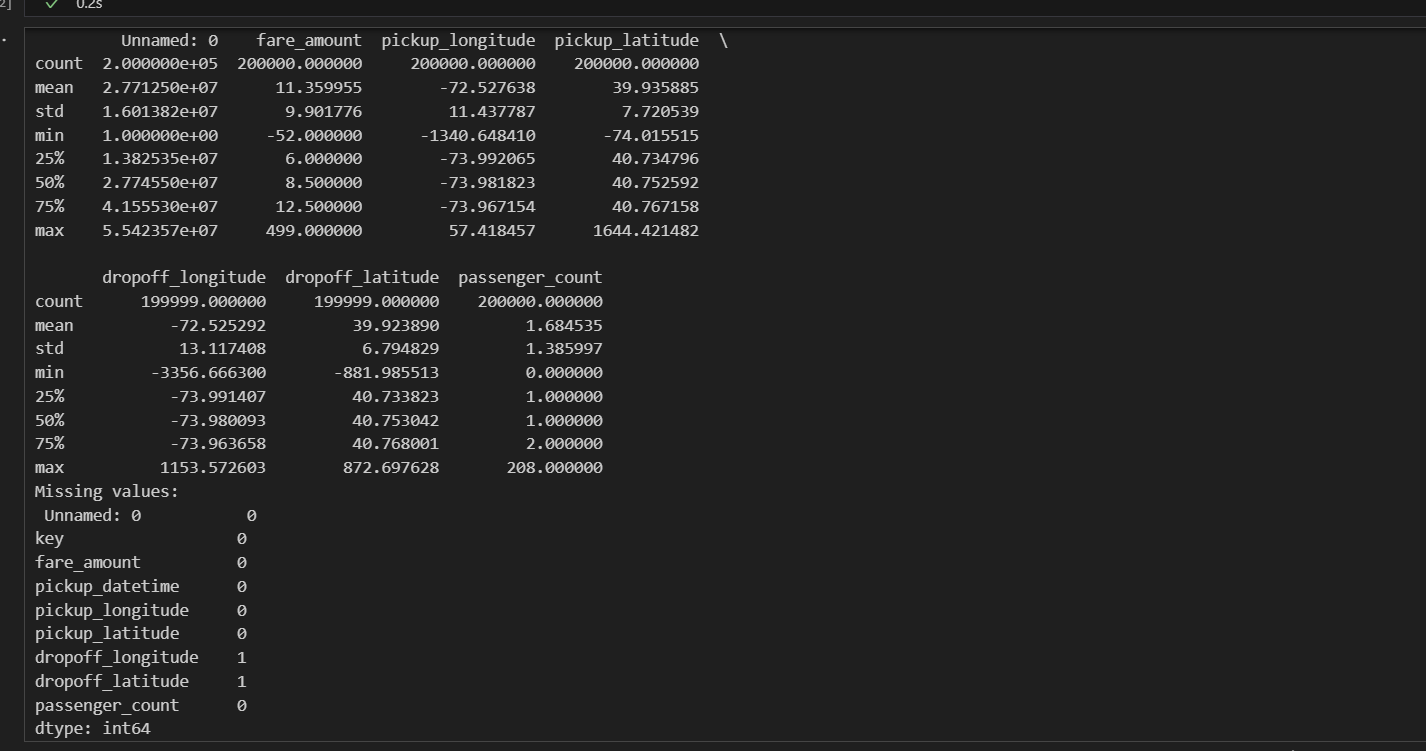 2] ✓ 0.2s
Unnamed: 0 fare_amount pickup_longitude pickup_latitude \
count 2.000000e+05 200000.000000 200000.000000 200000.000000
mean 2.771250e+07 11.359955 -72.527638 39.935885
std 1.601382e+07 9.901776 11.437787 7.720539
min 1.000000e+00 -52.000000 -1340.648410 -74.015515
25% 1.382535e+07 6.000000 -73.992065 40.734796
50% 2.774550e+07 8.500000 -73.981823 40.752592
75% 4.155530e+07 12.500000 -73.967154 40.767158
max 5.542357e+07 499.000000 57.418457 1644.421482
dropoff_longitude dropoff_latitude passenger_count
count 199999.000000 199999.000000 200000.000000
mean -72.525292 39.923890 1.684535
std 13.117408 6.794829 1.385997
min -3356.666300 -881.985513 0.000000
25% -73.991407 40.733823 1.000000
50% -73.980093 40.753042 1.000000
75% -73.963658 40.768001 2.000000
max 1153.572603 872.697628 208.000000
Missing values:
Unnamed: 0 0
key 0
fare_amount 0
pickup_datetime 0
pickup_longitude 0
pickup_latitude 0
dropoff_longitude 1
dropoff_latitude 1
passenger_count 0
dtype: int64